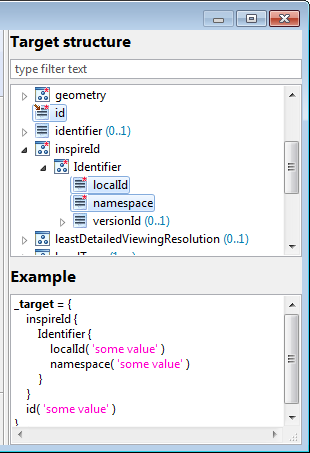 Target structure
type filter text
geometry
id
identifier (0..1)
inspireId
Identifier
localId
namespace
versionId (0..1)
leastDetailedViewingResolution (0..1)
Example
_target = {
inspireId {
Identifier {
localId( 'some value' )
namespace( 'some value' )
}
}
id( 'some value' )
}